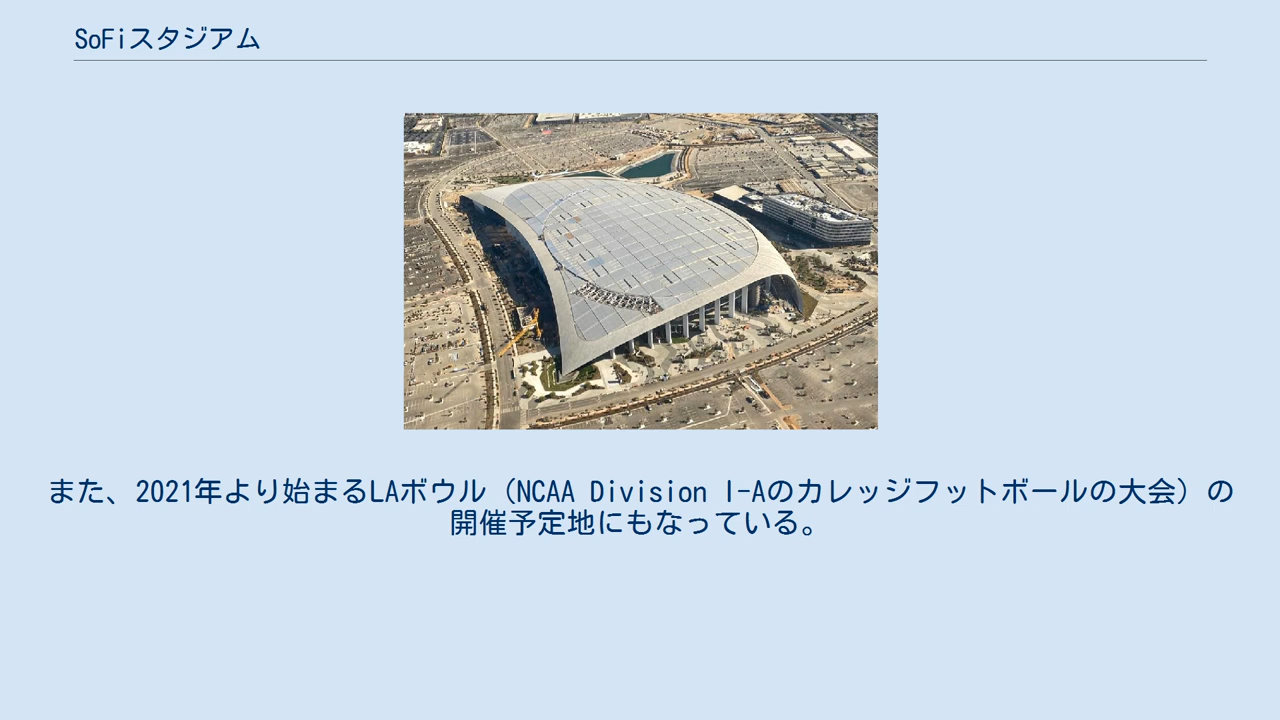 SoFiスタジアム
また、2021年より始まるLAボウル（NCAA Division I-Aのカレッジフットボールの大会）の
開催予定地にもなっている。